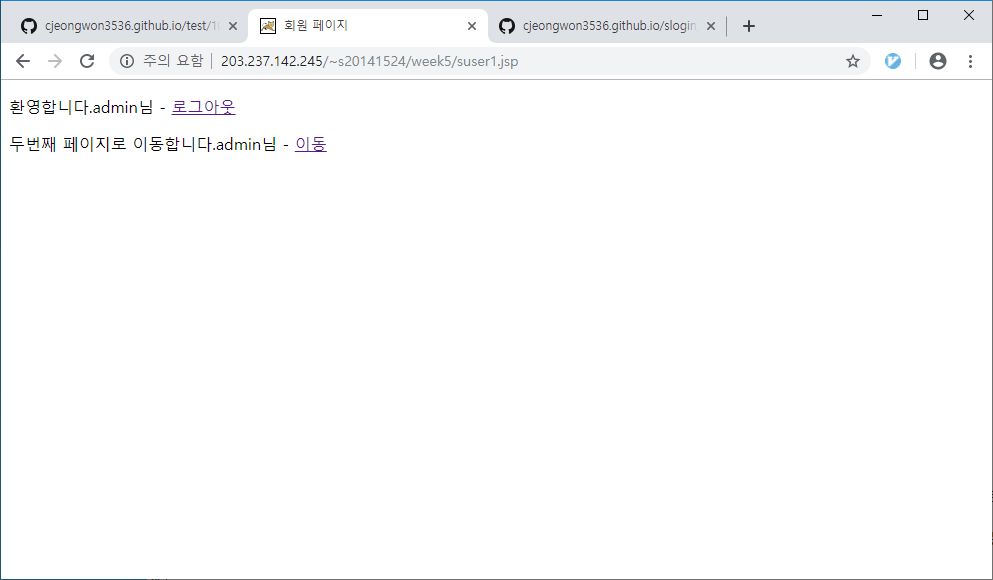 cjeongwon3536.github.io/test/10
회원 페이지
cjeongwon3536.github.io/slogin
주의 요함 203.237.142.245/~s20141524/week5/suser1.jsp
환영합니다.admin님 - 로그아웃
두번째 페이지로 이동합니다.admin님 - 이동